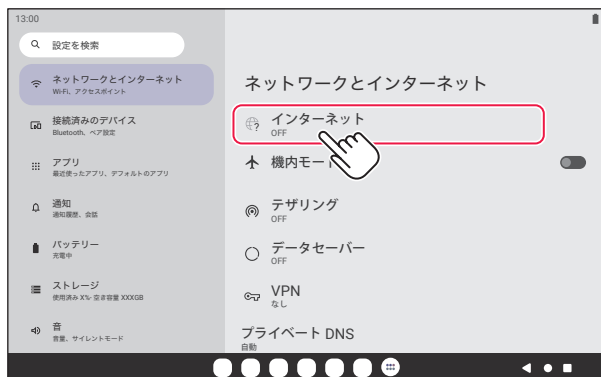 13:00
設定を検索
ネットワークとインターネット
Wi-Fi、アクセスポイント
接続済みのデバイス
Bluetooth、ペア設定
アプリ
最近使ったアプリ、デフォルトのアプリ
通知
通知履歴、会話
バッテリー
充電中
ストレージ
使用済み X%- 空き容量 XXXGB
音
音量、サイレントモード
ネットワークとインターネット
インターネット
OFF
機内モード
テザリング
OFF
データセーバー
OFF
VPN
なし
プライベート DNS
自動